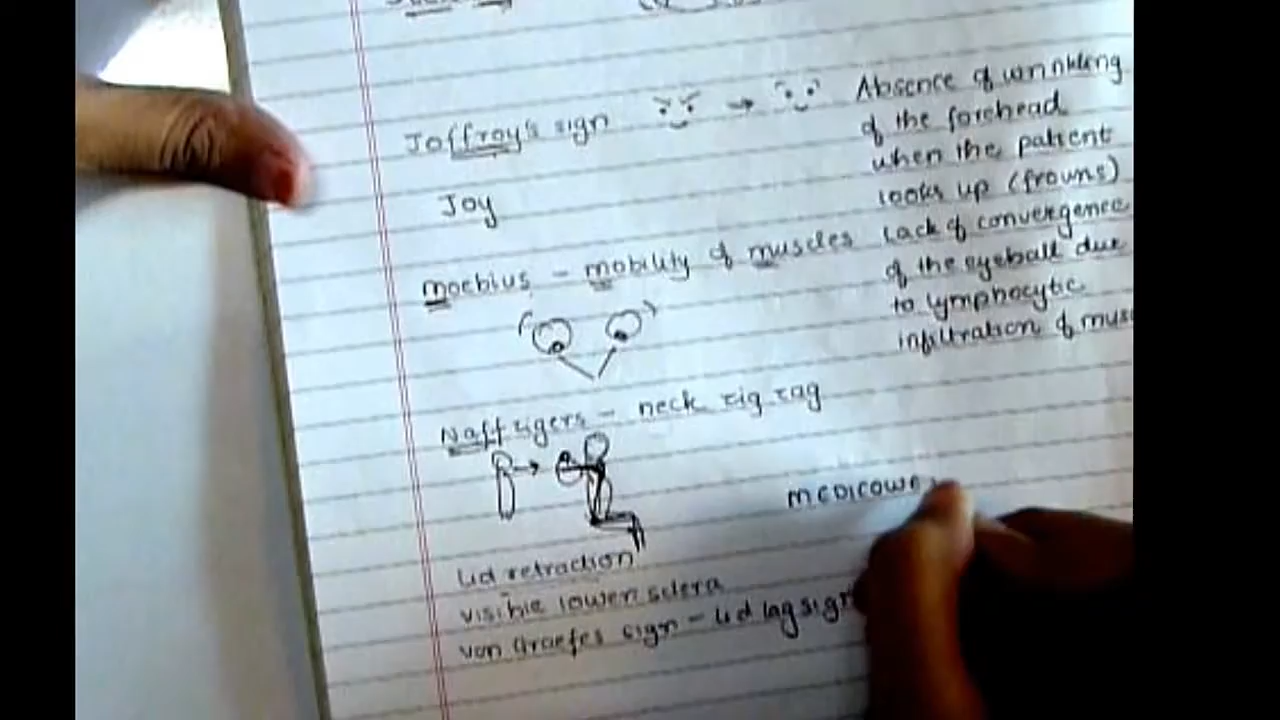 Joffroy's sign
Absence of wrinkling
of the forehead
when the patient
looks up (frowns)
Joy
moebius - mobility of muscles
Lack of convergence
of the eyeball due
to lymphocytic
infiltration of musc
Naffzigers - neck zig zag
MEDICOWE
Lid retraction
visible lower sclera
von Graefes sign - Lid lag sign